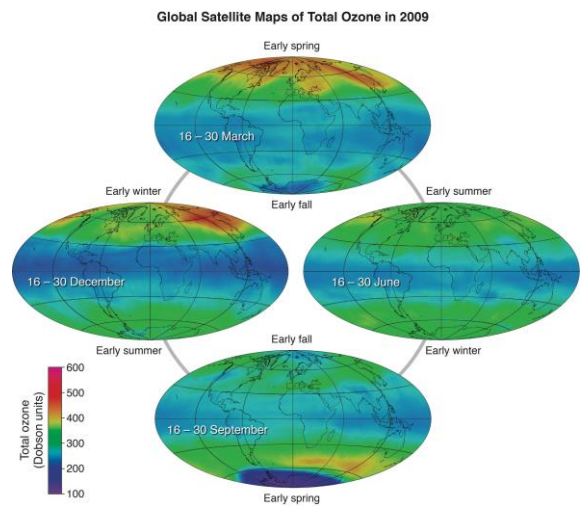 Global Satellite Maps of Total Ozone in 2009
Early spring
16 – 30 March
Early winter
Early fall
Early summer
16 – 30 December
16 – 30 June
Early summer
Early fall
Early winter
16 – 30 September
Early spring
Total ozone
(Dobson units)
600
500
400
300
200
100